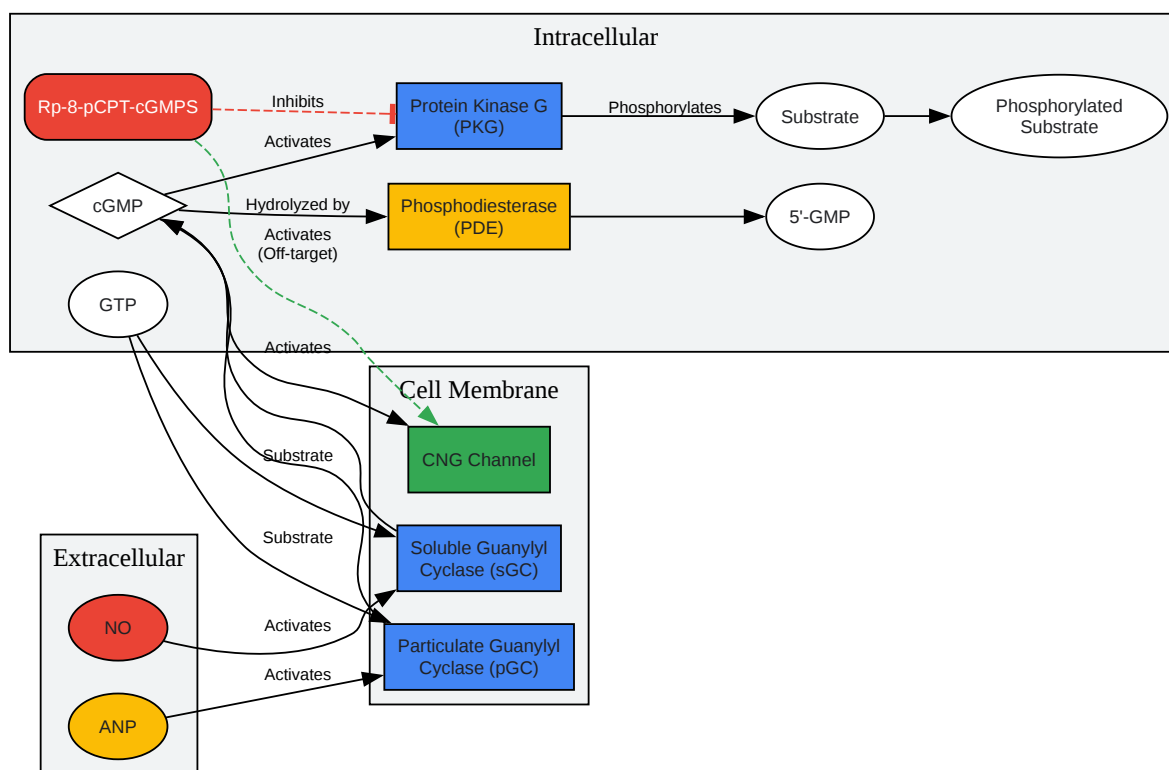 Intracellular
Rp-8-pCPT-cGMPS
Inhibits
Protein Kinase G
(PKG)
Phosphorylates
Substrate
Phosphorylated
Substrate
Activates
cGMP
Hydrolyzed by
Phosphodiesterase
(PDE)
5'-GMP
Activates
(Off-target)
GTP
Activates
Cell Membrane
CNG Channel
Substrate
Substrate
Soluble Guanylyl
Cyclase (sGC)
Extracellular
NO
Activates
Particulate Guanylyl
Cyclase (pGC)
Activates
ANP